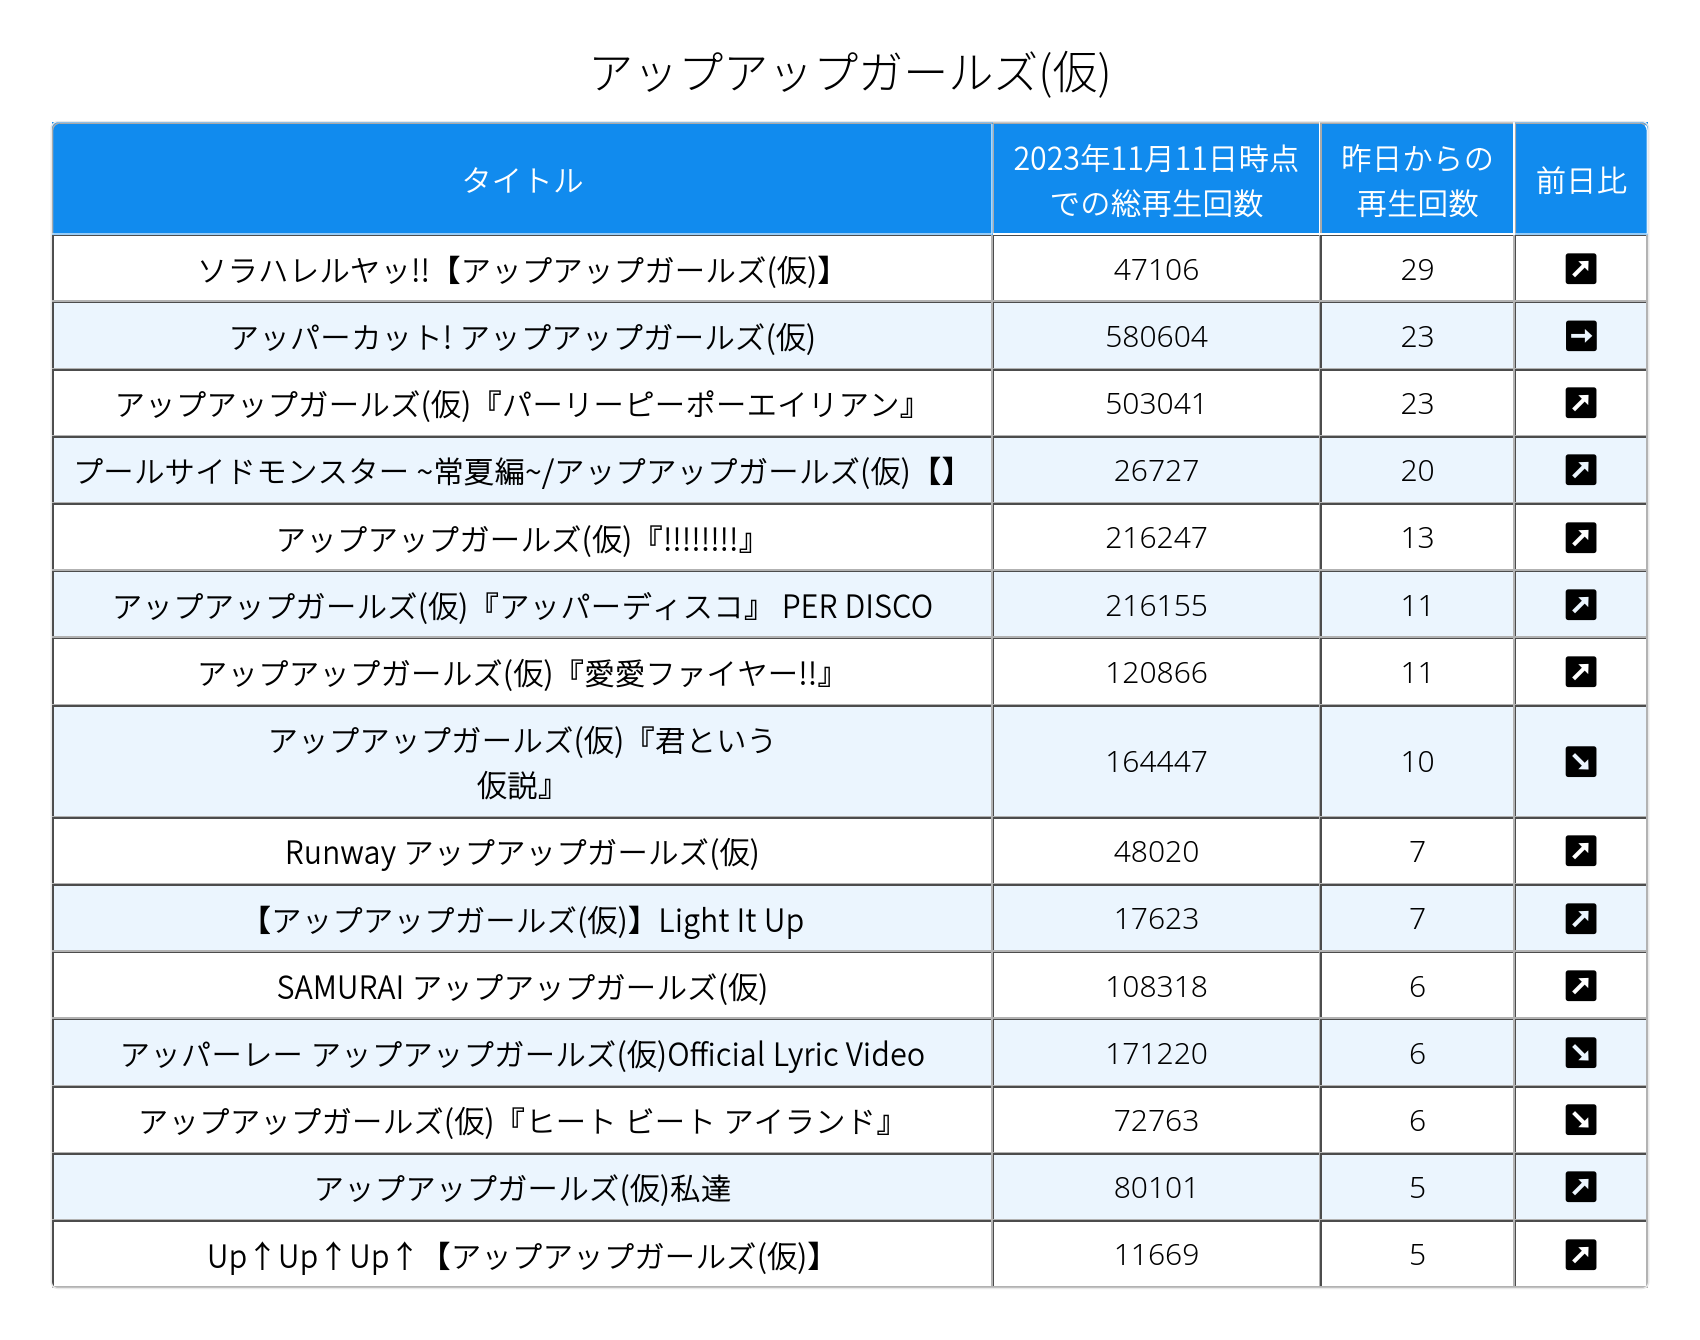 アップアップガールズ(仮)
タイトル
2023年11月11日時点
での総再生回数
昨日からの
再生回数
前日比
ソラハレルヤッ!!【アップアップガールズ(仮)】 47106 29
アッパーカット! アップアップガールズ(仮) 580604 23
アップアップガールズ(仮)『パーリーピーポーエイリアン』 503041 23
プールサイドモンスター ~常夏編~/アップアップガールズ(仮)【】 26727 20
アップアップガールズ(仮)『!!!!!!!!』 216247 13
アップアップガールズ(仮)『アッパーディスコ』 PER DISCO 216155 11
アップアップガールズ(仮)『愛愛ファイヤー!!』 120866 11
アップアップガールズ(仮)『君という
仮説』 164447 10
Runway アップアップガールズ(仮) 48020 7
【アップアップガールズ(仮)】Light It Up 17623 7
SAMURAI アップアップガールズ(仮) 108318 6
アッパーレー アップアップガールズ(仮)Official Lyric Video 171220 6
アップアップガールズ(仮)『ヒート ビート アイランド』 72763 6
アップアップガールズ(仮)私達 80101 5
Up↑Up↑Up↑【アップアップガールズ(仮)】 11669 5